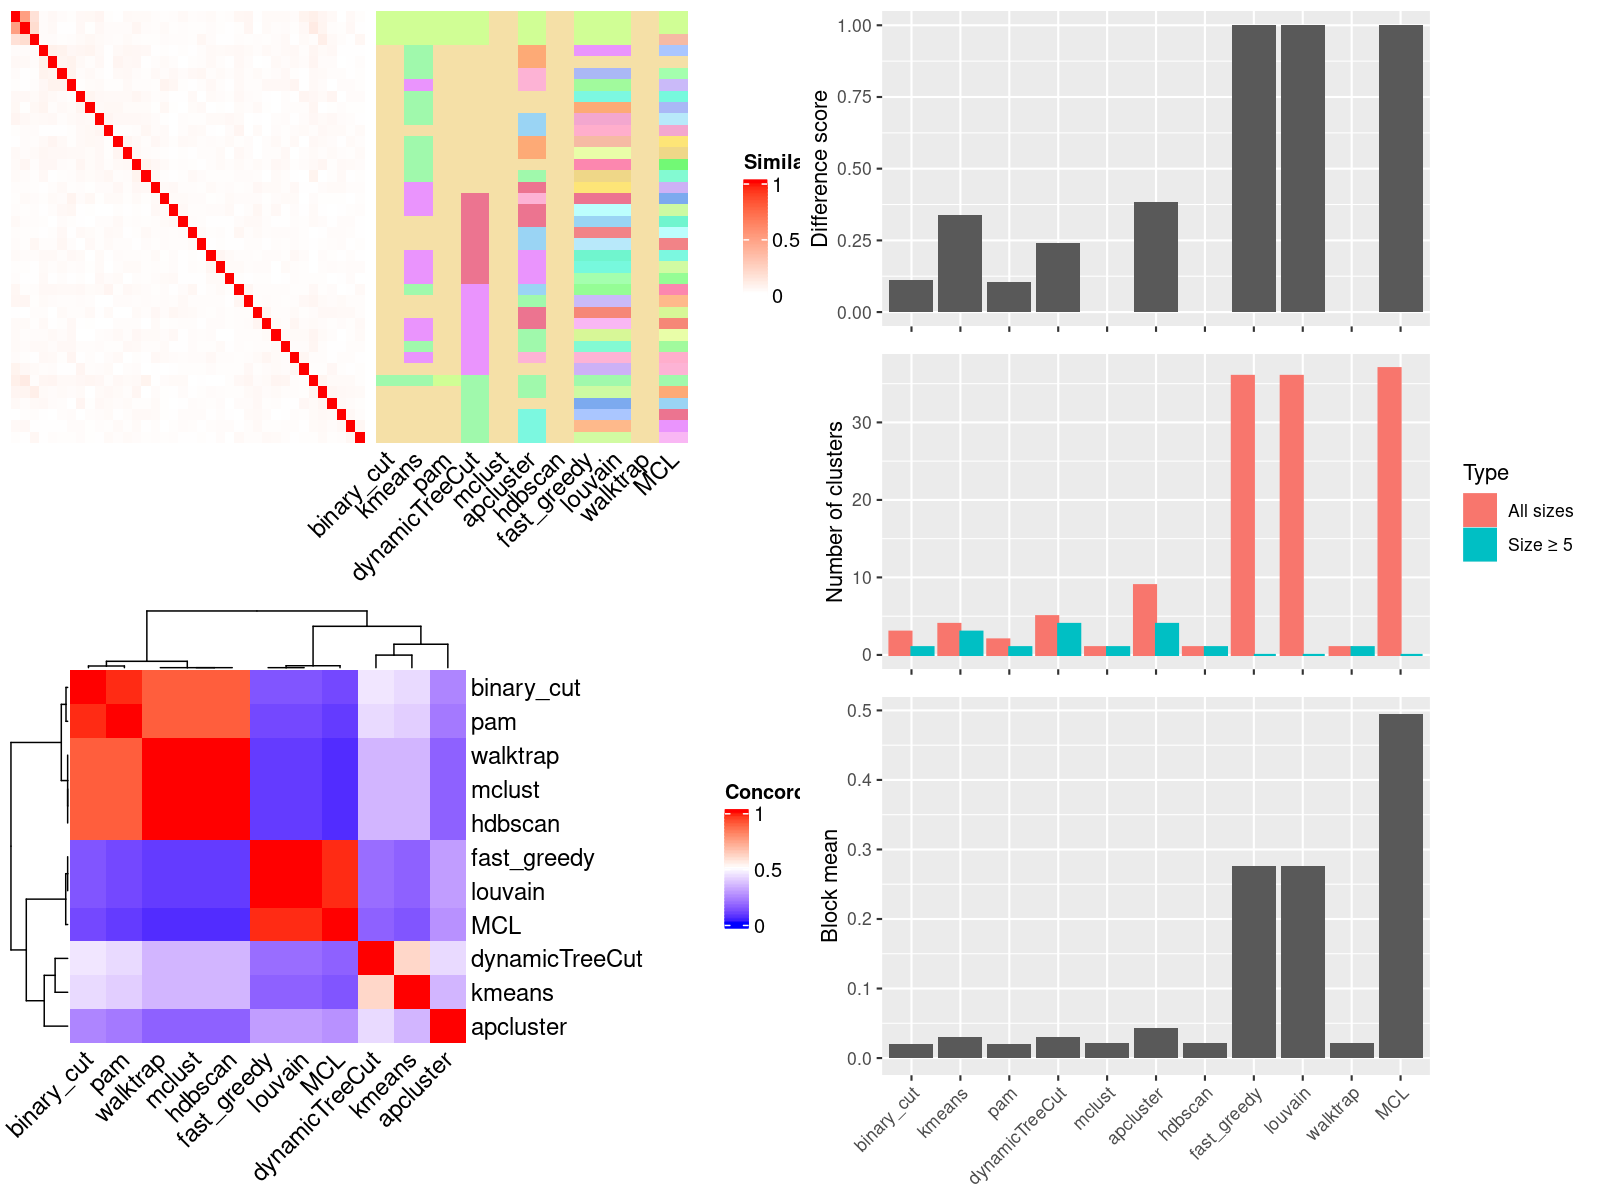 Simila
1
0.5
0
binary_cut
kmeans
pam
dynamicTreeCut
mclust
apcluster
hdbscan
fast_greedy
louvain
walktrap
MCL
binary_cut
pam
walktrap
mclust
hdbscan
fast_greedy
louvain
MCL
dynamicTreeCut
kmeans
apcluster
Concord
1
0.5
0
binary_cut
pam
walktrap
mclust
hdbscan
fast_greedy
louvain
MCL
dynamicTreeCut
kmeans
apcluster
Difference score
1.00
0.75
0.50
0.25
0.00
Number of clusters
30
20
10
0
Type
All sizes
Size ≥ 5
Block mean
0.5
0.4
0.3
0.2
0.1
0.0
binary_cut
kmeans
pam
dynamicTreeCut
mclust
apcluster
hdbscan
fast_greedy
louvain
walktrap
MCL